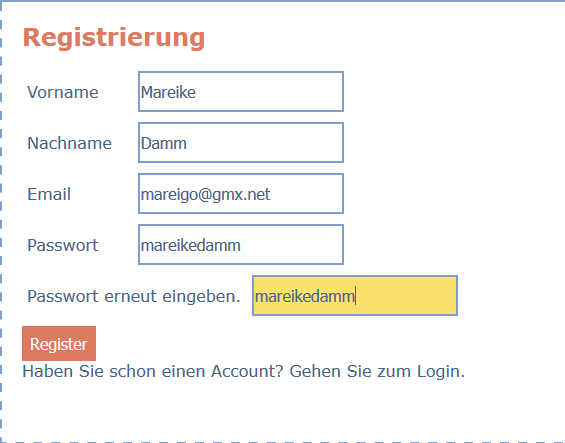 Registrierung
Vorname Mareike
Nachname Damm
Email mareigo@gmx.net
Passwort mareikedamm
Passwort erneut eingeben. mareikedamm
Register
Haben Sie schon einen Account? Gehen Sie zum Login.